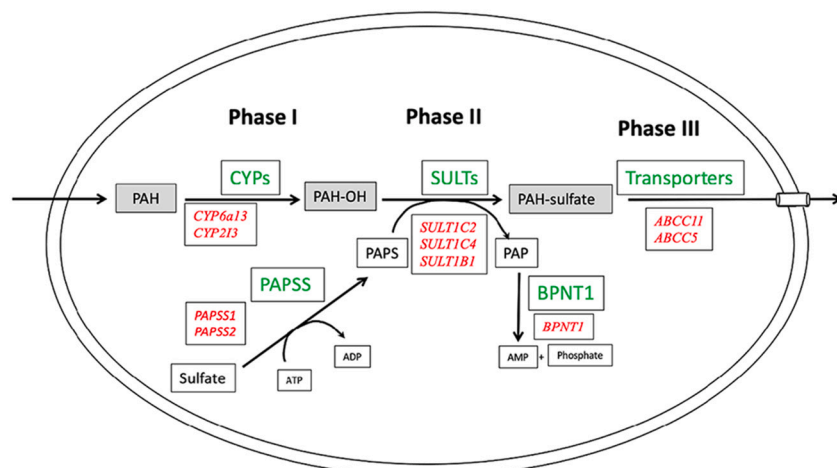 Phase I
Phase II
Phase III
PAH
CYPs
CYP6a13
CYP2J3
PAH-OH
SULTs
SULT1C2
SULT1C4
SULT1B1
PAH-sulfate
Transporters
ABCC11
ABCC5
PAPS
PAP
PAPSS
PAPSS1
PAPSS2
BPNT1
BPNT1
Sulfate
ATP
ADP
AMP + Phosphate